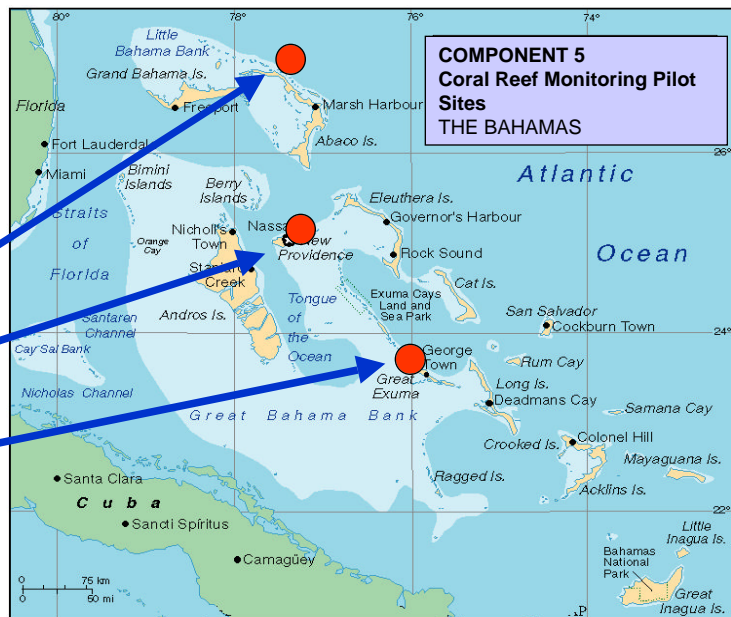 80°
78°
76°
74°
COMPONENT 5
Coral Reef Monitoring Pilot
Sites
THE BAHAMAS
Little
Bahama Bank
Grand Bahama Is.
Florida
Freeport
Marsh Harbour
Abaco Is.
Fort Lauderdal
Miami
26°
Bimini
Islands
Berry
Islands
Atlantic
Ocean
Eleuthera Is.
Governor's Harbour
Straits
of
Florida
Orange
Cay
Nicholl's
Town
Nassa
New
Providence
Rock Sound
Creek
Cat Is.
Exuma Cays
Land and
Sea Park
Tongue
of
the
Ocean
San Salvador
Cockburn Town
Santaren
Channel
Andros Is.
24°
Cay Sal Bank
George
Town
Rum Cay
Great
Exuma
Long Is.
Nicholas Channel
Deadmans Cay
Samana Cay
Great Bahama Bank
Crooked Is.
Colonel Hill
Mayaguana Is.
Ragged Is.
Acklins Is.
Santa Clara
Cuba
22°
Sancti Spíritus
Little
Inagua Is.
Camagüey
Bahamas
National
Park
Great
Inagua Is.
0 75 km
0 50 mi
P